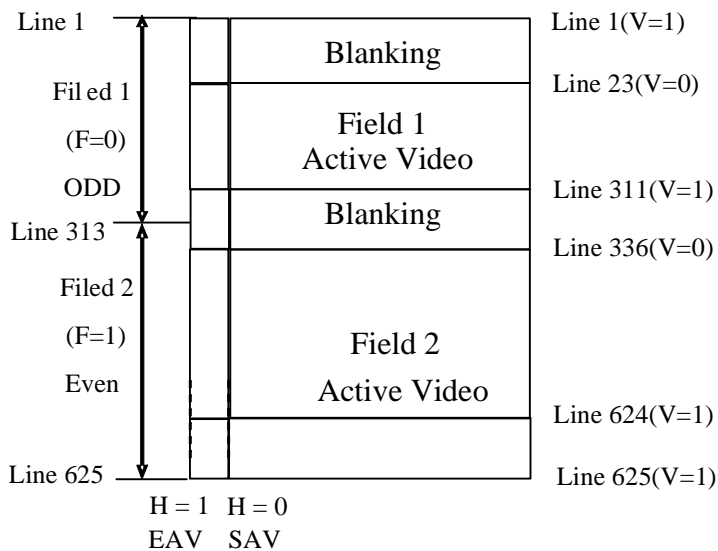 Line 1
Line 1(V=1)
Blanking
Line 23(V=0)
Filed 1
(F=0)
ODD
Field 1
Active Video
Line 311(V=1)
Blanking
Line 313
Line 336(V=0)
Filed 2
(F=1)
Even
Field 2
Active Video
Line 624(V=1)
Line 625
Line 625(V=1)
H = 1 H = 0
EAV SAV